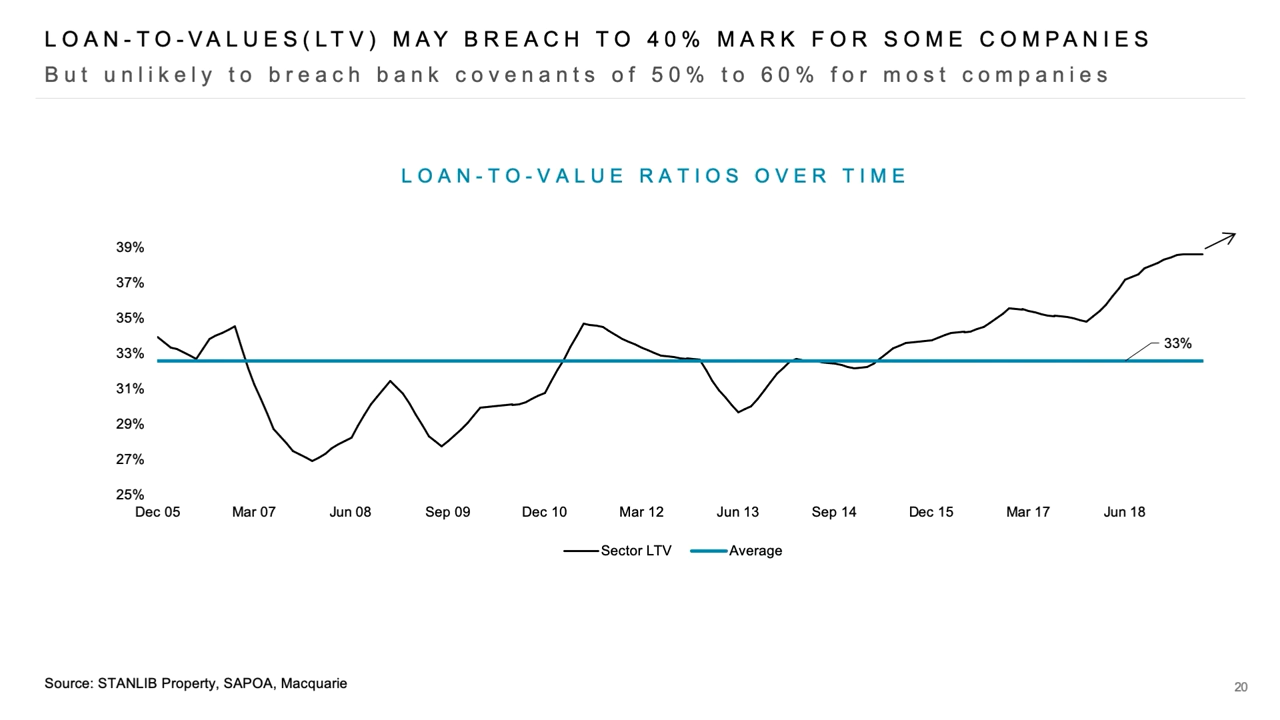 LOAN-TO-VALUES(LTV) MAY BREACH TO 40% MARK FOR SOME COMPANIES
But unlikely to breach bank covenants of 50% to 60% for most companies
LOAN-TO-VALUE RATIOS OVER TIME
39%
37%
35%
33%
31%
29%
27%
25%
33%
Dec 05 Mar 07 Jun 08 Sep 09 Dec 10 Mar 12 Jun 13 Sep 14 Dec 15 Mar 17 Jun 18
Sector LTV Average
Source: STANLIB Property, SAPOA, Macquarie
20